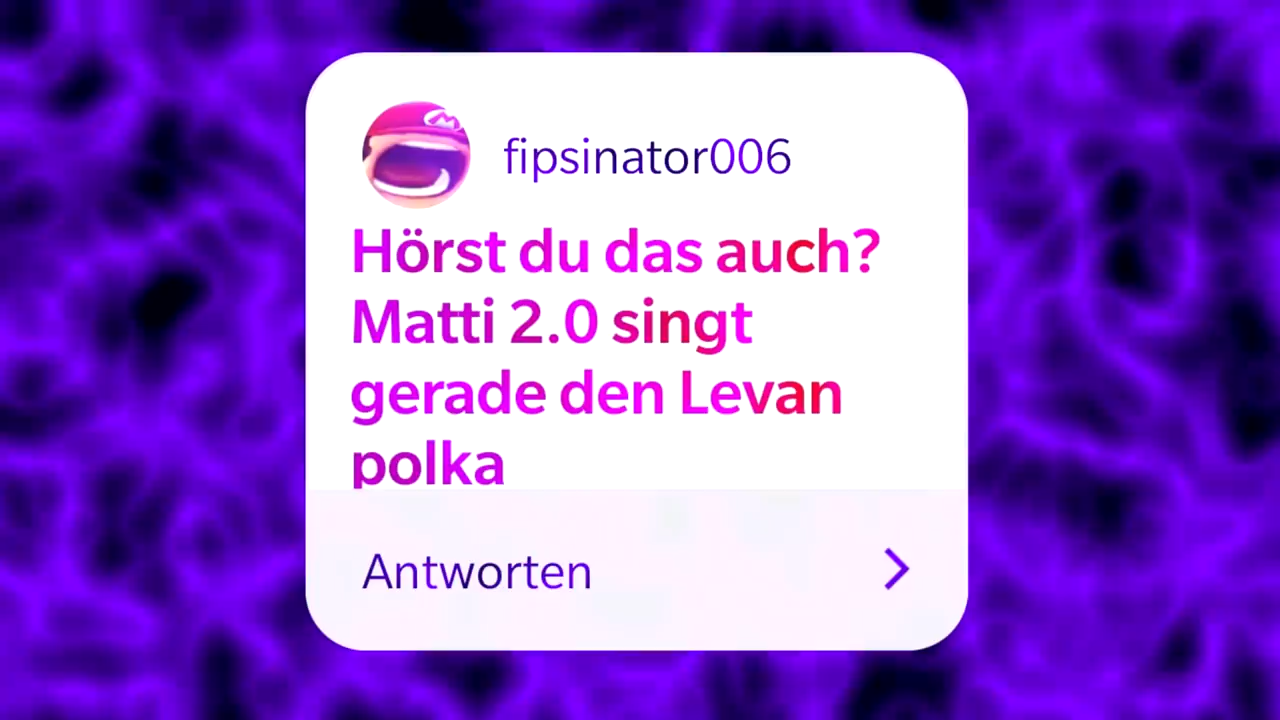 fipsinator006
Hörst du das auch?
Matti 2.0 singt
gerade den Levan
polka
Antworten